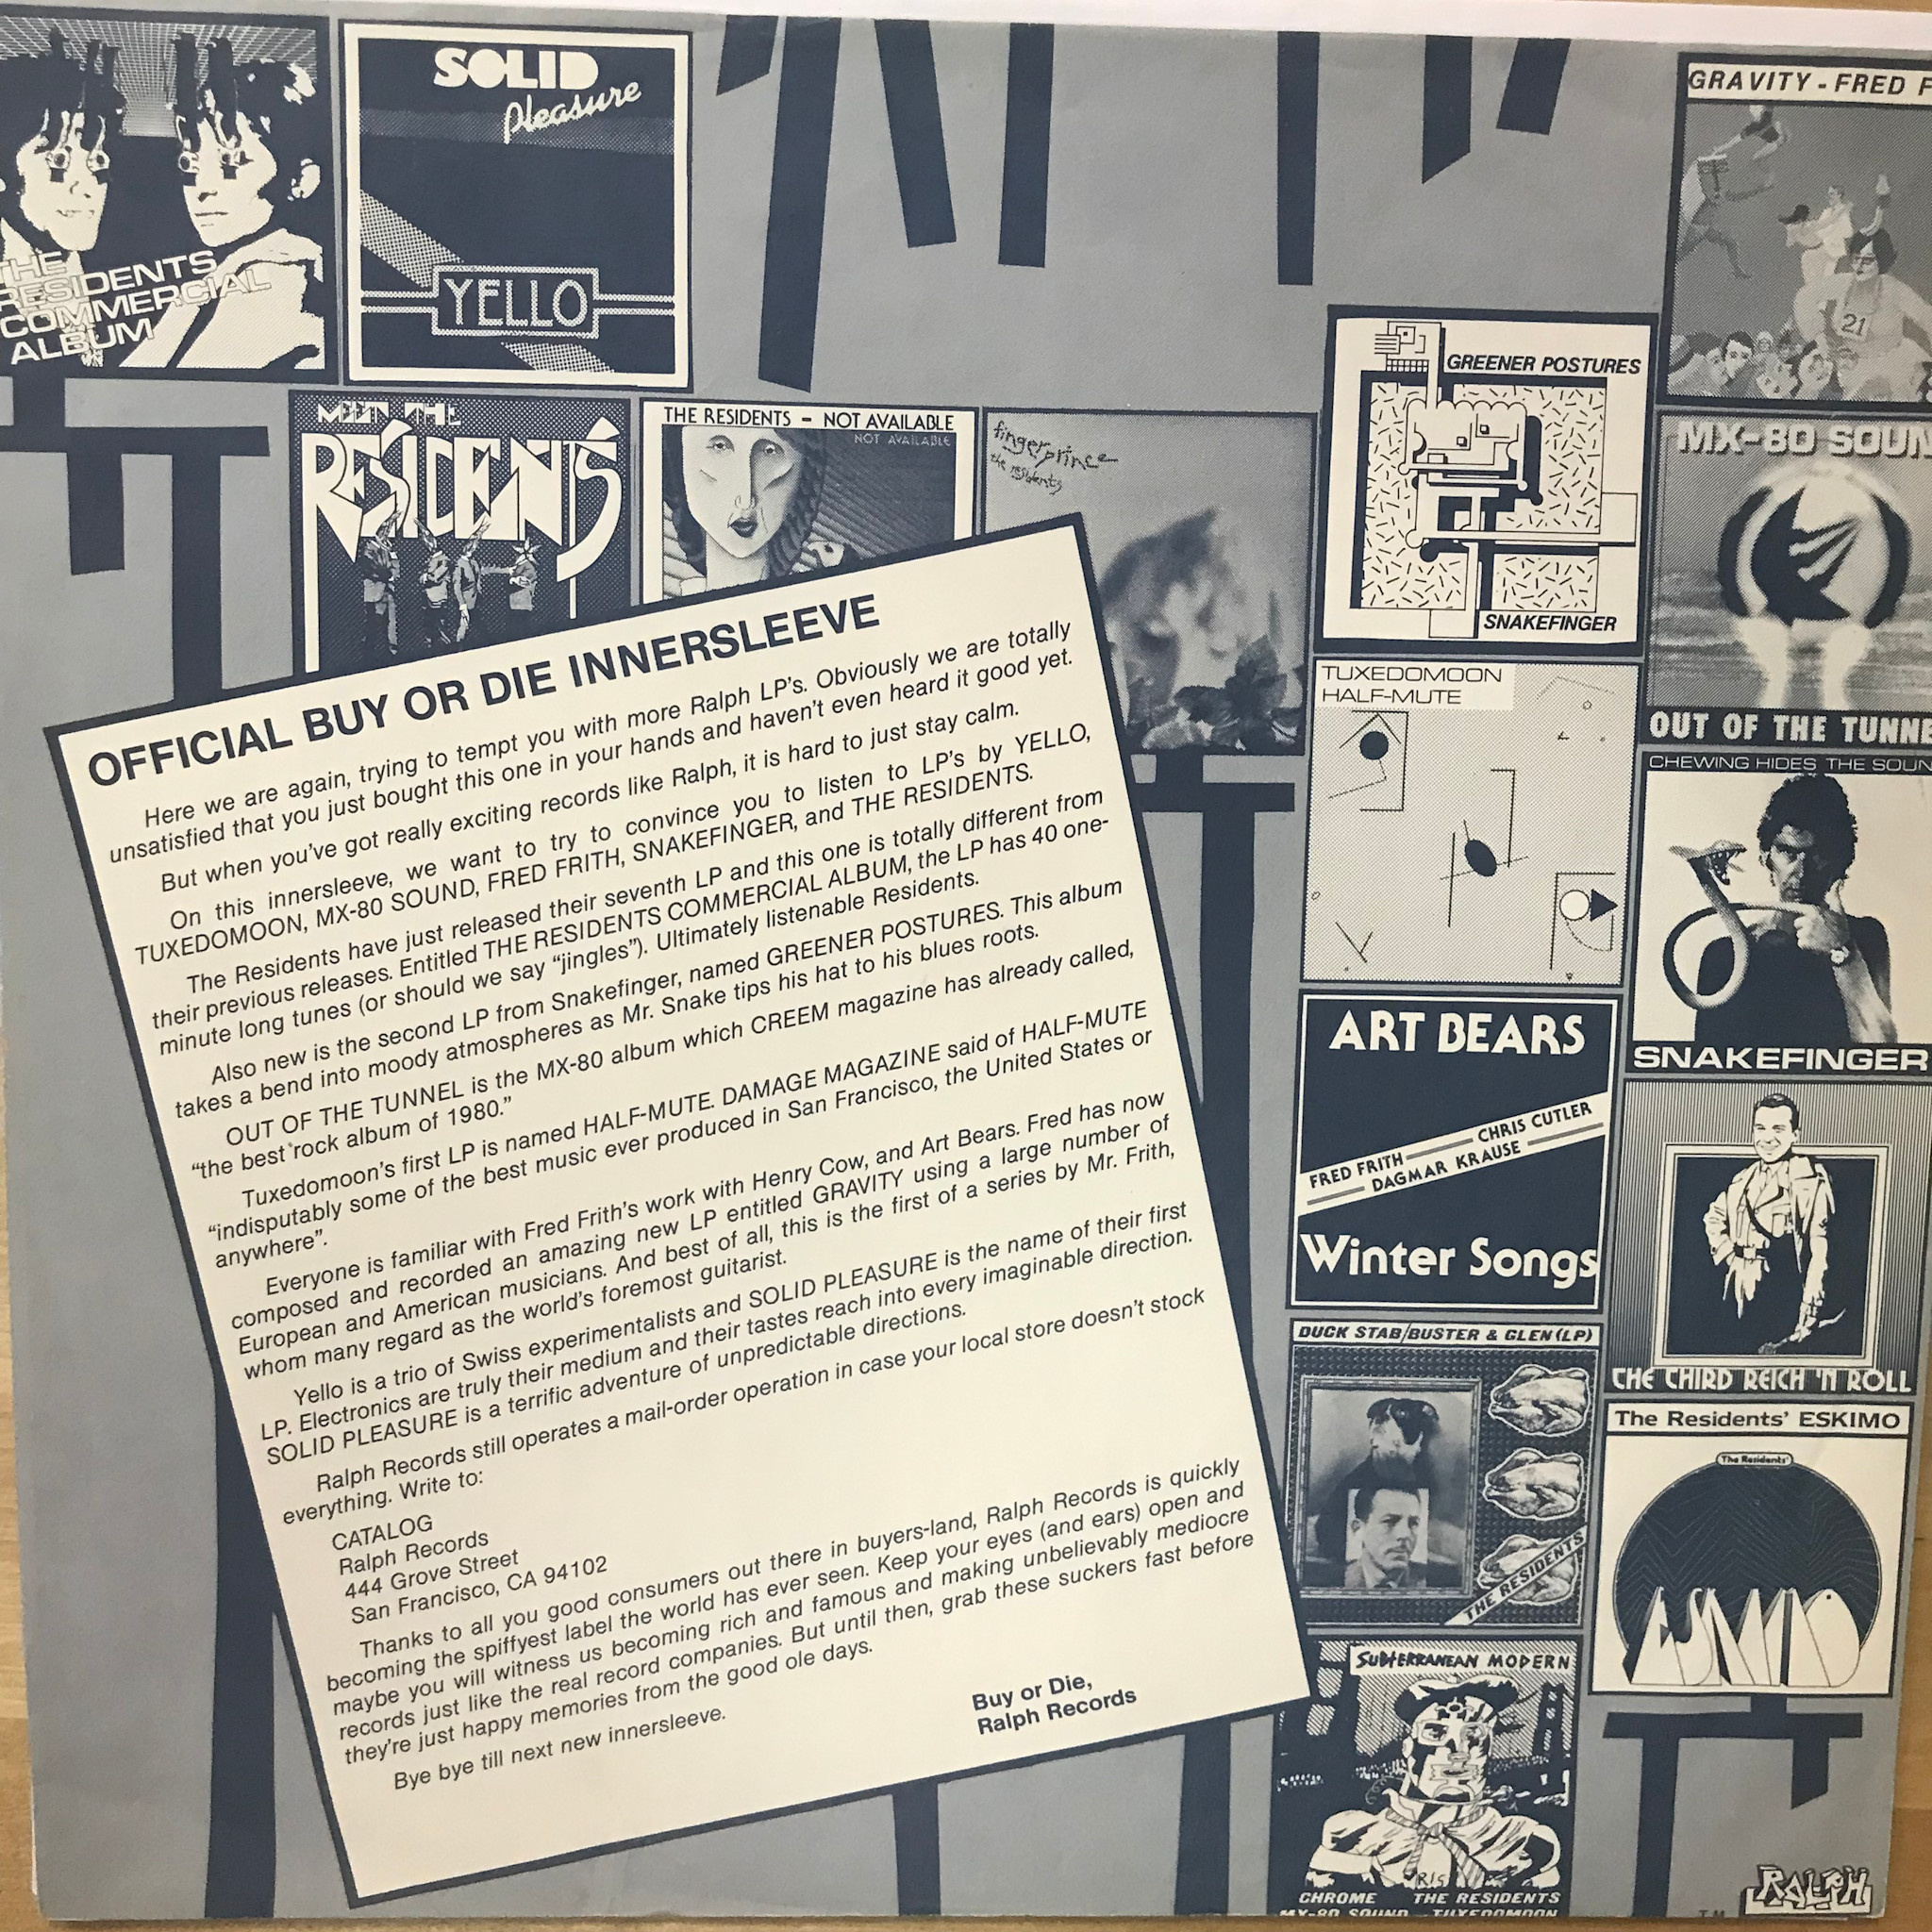 THE
RESIDENTS
COMMERCIAL
ALBUM
SOLID
pleasure
YELLO
GRAVITY - FRED F
21
MEET THE
RESIDENTS
THE RESIDENTS – NOT AVAILABLE
NOT AVAILABLE
fingerprince
the residents
GREENER POSTURES
SNAKEFINGER
MX-80 SOUN
OUT OF THE TUNNE
TUXEDOMOON
HALF-MUTE
CHEWING HIDES THE SOUN
SNAKEFINGER
ART BEARS
CHRIS CUTLER
FRED FRITH
DAGMAR KRAUSE
Winter Songs
THE THIRD REICH 'N ROLL
DUCK STAB/BUSTER & GLEN (LP)
THE RESIDENTS
The Residents' ESKIMO
The Residents'
ESKIMO
SUBTERRANEAN MODERN
CHROME THE RESIDENTS
MX-80 SOUND TUXEDOMOON
RALPH
TM
OFFICIAL BUY OR DIE INNERSLEEVE
Here we are again, trying to tempt you with more Ralph LP's. Obviously we are totally
unsatisfied that you just bought this one in your hands and haven't even heard it good yet.
But when you've got really exciting records like Ralph, it is hard to just stay calm.
On this innersleeve, we want to try to convince you to listen to LP's by YELLO,
TUXEDOMOON, MX-80 SOUND, FRED FRITH, SNAKEFINGER, and THE RESIDENTS.
The Residents have just released their seventh LP and this one is totally different from
their previous releases. Entitled THE RESIDENTS COMMERCIAL ALBUM, the LP has 40 one-
minute long tunes (or should we say “jingles”). Ultimately listenable Residents.
Also new is the second LP from Snakefinger, named GREENER POSTURES. This album
takes a bend into moody atmospheres as Mr. Snake tips his hat to his blues roots.
OUT OF THE TUNNEL is the MX-80 album which CREEM magazine has already called,
“the best rock album of 1980.”
Tuxedomoon's first LP is named HALF-MUTE. DAMAGE MAGAZINE said of HALF-MUTE
“indisputably some of the best music ever produced in San Francisco, the United States or
anywhere”.
Everyone is familiar with Fred Frith's work with Henry Cow, and Art Bears. Fred has now
composed and recorded an amazing new LP entitled GRAVITY using a large number of
European and American musicians. And best of all, this is the first of a series by Mr. Frith,
whom many regard as the world's foremost guitarist.
Yello is a trio of Swiss experimentalists and SOLID PLEASURE is the name of their first
LP. Electronics are truly their medium and their tastes reach into every imaginable direction.
SOLID PLEASURE is a terrific adventure of unpredictable directions.
Ralph Records still operates a mail-order operation in case your local store doesn't stock
everything. Write to:
CATALOG
Ralph Records
444 Grove Street
San Francisco, CA 94102
Thanks to all you good consumers out there in buyers-land, Ralph Records is quickly
becoming the spiffyest label the world has ever seen. Keep your eyes (and ears) open and
maybe you will witness us becoming rich and famous and making unbelievably mediocre
records just like the real record companies. But until then, grab these suckers fast before
they're just happy memories from the good ole days.
Bye bye till next new innersleeve.
Buy or Die,
Ralph Records